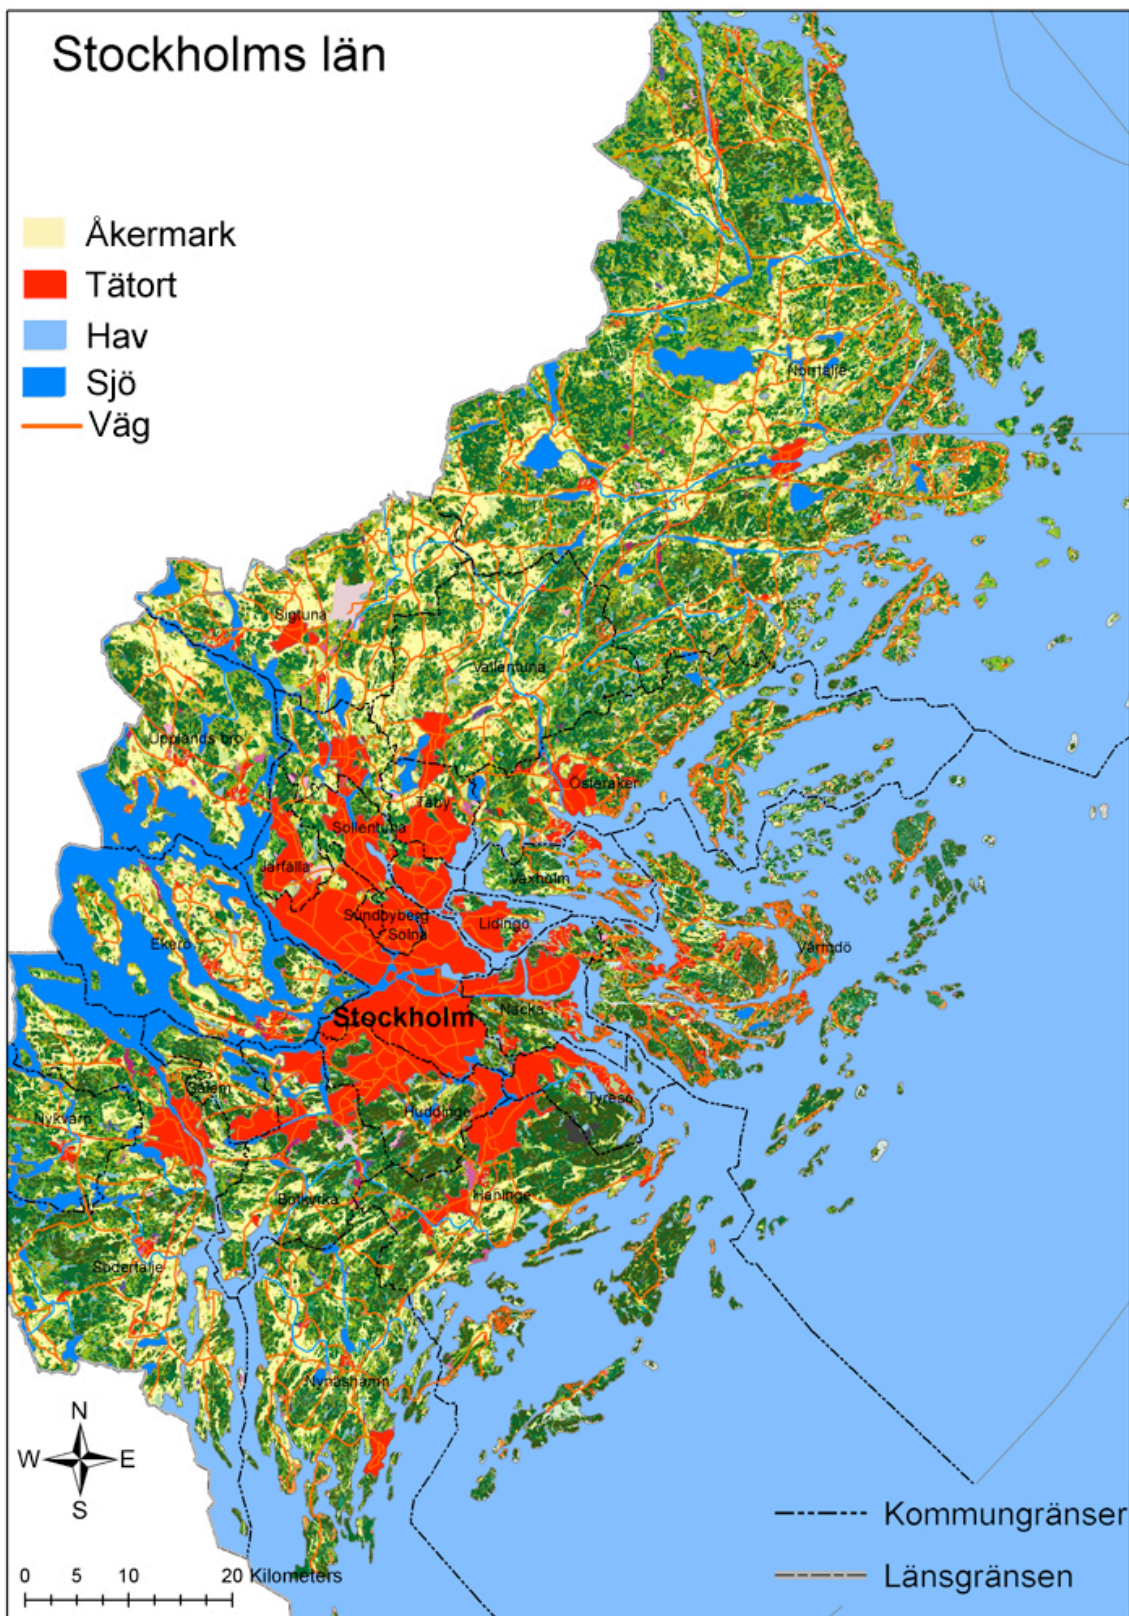 Stockholms län
Åkermark
Tätort
Hav
Sjö
Väg
Norrtälje
Sigtuna
Vallentuna
Upplands bro
Österåker
Täby
Sollentuna
Järfälla
Vaxholm
Sundbyberg
Lidingö
Solna
Ekerö
Värmdö
Nacka
Stockholm
Salem
Tyresö
Nykvarn
Huddinge
Botkyrka
Haninge
Södertälje
Nynäshamn
N
W E
S
0 5 10 20 Kilometers
Kommungränser
Länsgränsen